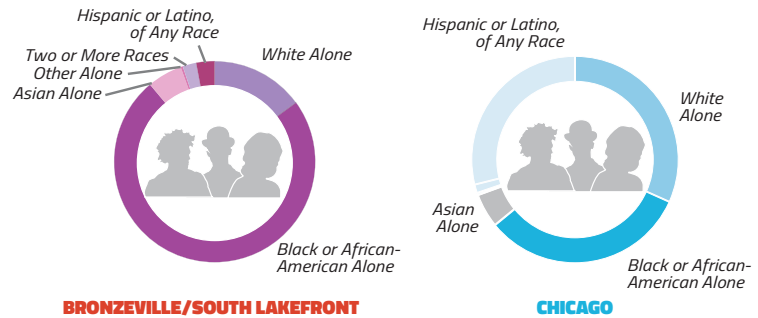 Hispanic or Latino,
of Any Race
Two or More Races
Other Alone
Asian Alone
White Alone
Black or African-
American Alone
BRONZEVILLE/SOUTH LAKEFRONT
Hispanic or Latino,
of Any Race
White
Alone
Asian
Alone
Black or African-
American Alone
CHICAGO